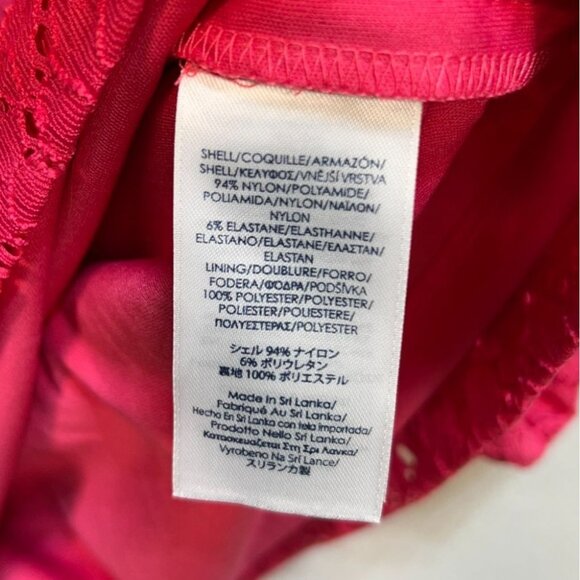 SHELL/COQUILLE/ARMAZÓN/
SHELL/ΚΕΛΥΦΟΣ/VNĚJŠÍ VRSTVA
94% NYLON/POLYAMIDE/
POLIAMIDA/NYLON/ΝΑΪΛΟΝ/
NYLON
6% ELASTANE/ELASTHANNE/
ELASTANO/ELASTANE/ΕΛΑΣΤΑΝ/
ELASTAN
LINING/DOUBLURE/FORRO/
FODERA/ΦΟΔΡΑ/PODŠÍVKA
100% POLYESTER/POLYESTER/
POLIESTER/POLIESTERE/
ΠΟΛΥΕΣΤΕΡΑΣ/POLYESTER
シェル 94% ナイロン
6% ポリウレタン
裏地 100% ポリエステル
Made In Sri Lanka/
Fabriqué Au Sri Lanka/
Hecho En Sri Lanka con tela importada/
Prodotto Nello Sri Lanka/
Κατασκευάζεται Στη Σρι Λανκα/
Vyrobeno Na Srí Lance/
スリランカ製